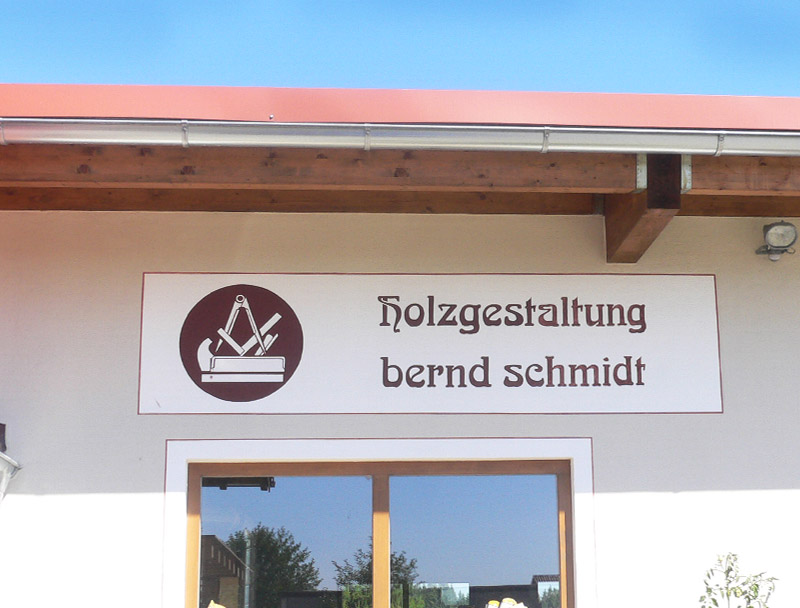 Holzgestaltung
bernd schmidt